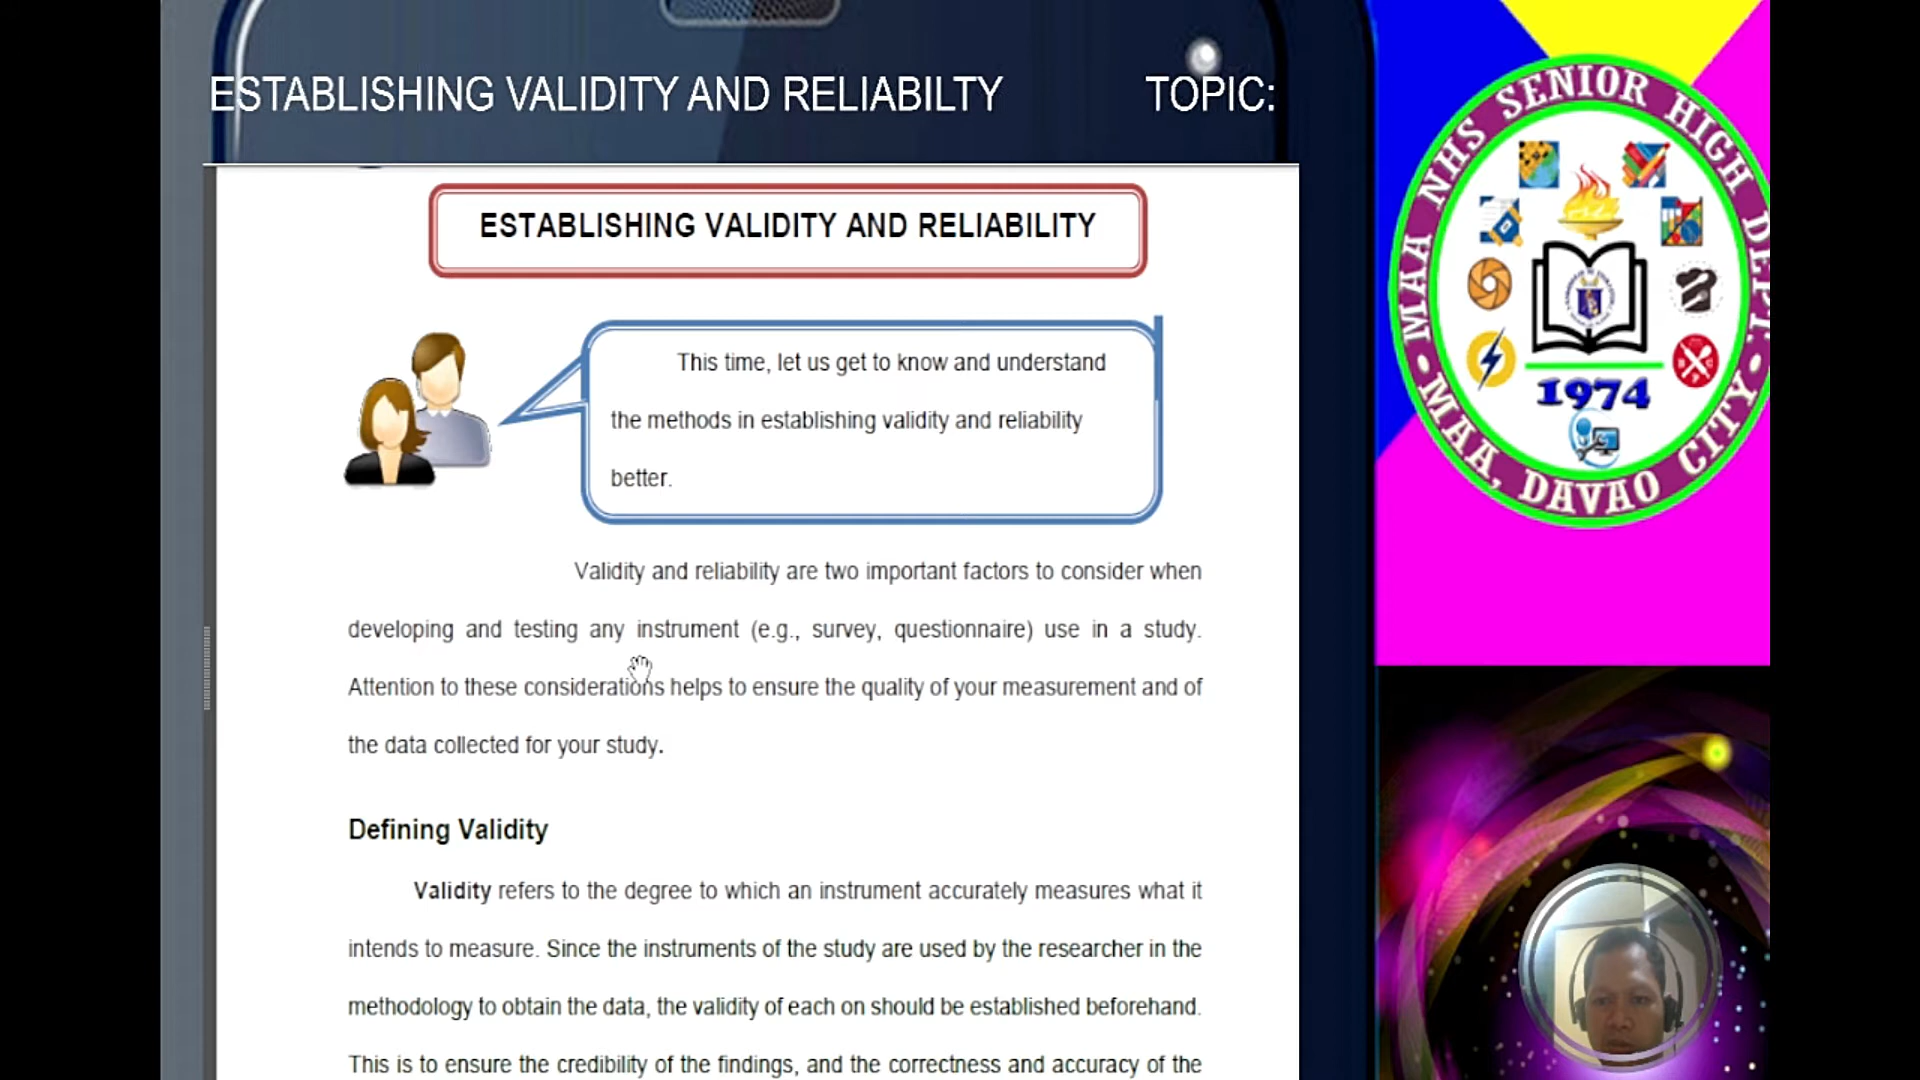 ESTABLISHING VALIDITY AND RELIABILTY TOPIC:
ESTABLISHING VALIDITY AND RELIABILITY
This time, let us get to know and understand
the methods in establishing validity and reliability
better.
Validity and reliability are two important factors to consider when
developing and testing any instrument (e.g., survey, questionnaire) use in a study.
Attention to these considerations helps to ensure the quality of your measurement and of
the data collected for your study.
Defining Validity
Validity refers to the degree to which an instrument accurately measures what it
intends to measure. Since the instruments of the study are used by the researcher in the
methodology to obtain the data, the validity of each on should be established beforehand.
This is to ensure the credibility of the findings, and the correctness and accuracy of the
MAA NHS SENIOR HIGH DEPT.
1974
MAA, DAVAO CITY